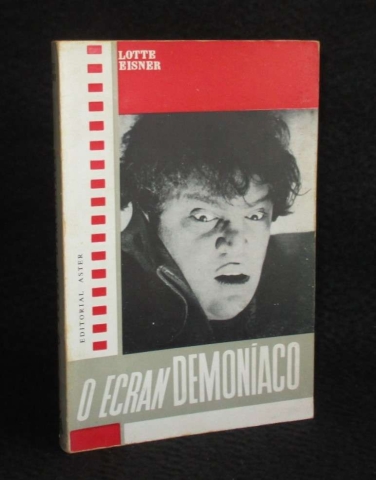 LOTTE
EISNER
EDITORIAL ASTER
O ECRAN DEMONÍACO